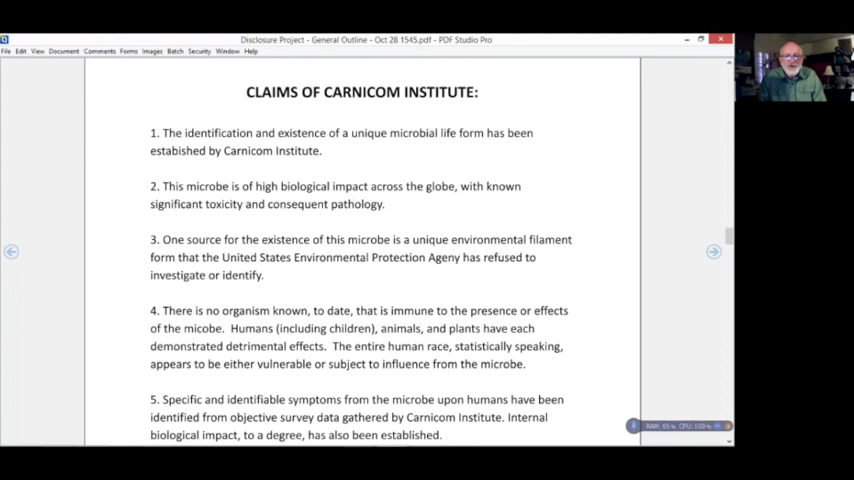 Disclosure Project - General Outline - Oct 28 1545.pdf - PDF Studio Pro
File Edit View Document Comments Forms Images Batch Security Window Help
CLAIMS OF CARNICOM INSTITUTE:
1. The identification and existence of a unique microbial life form has been
estabished by Carnicom Institute.
2. This microbe is of high biological impact across the globe, with known
significant toxicity and consequent pathology.
3. One source for the existence of this microbe is a unique environmental filament
form that the United States Environmental Protection Ageny has refused to
investigate or identify.
4. There is no organism known, to date, that is immune to the presence or effects
of the micobe. Humans (including children), animals, and plants have each
demonstrated detrimental effects. The entire human race, statistically speaking,
appears to be either vulnerable or subject to influence from the microbe.
5. Specific and identifiable symptoms from the microbe upon humans have been
identified from objective survey data gathered by Carnicom Institute. Internal
biological impact, to a degree, has also been established.
RAM: 65% CPU: 100%